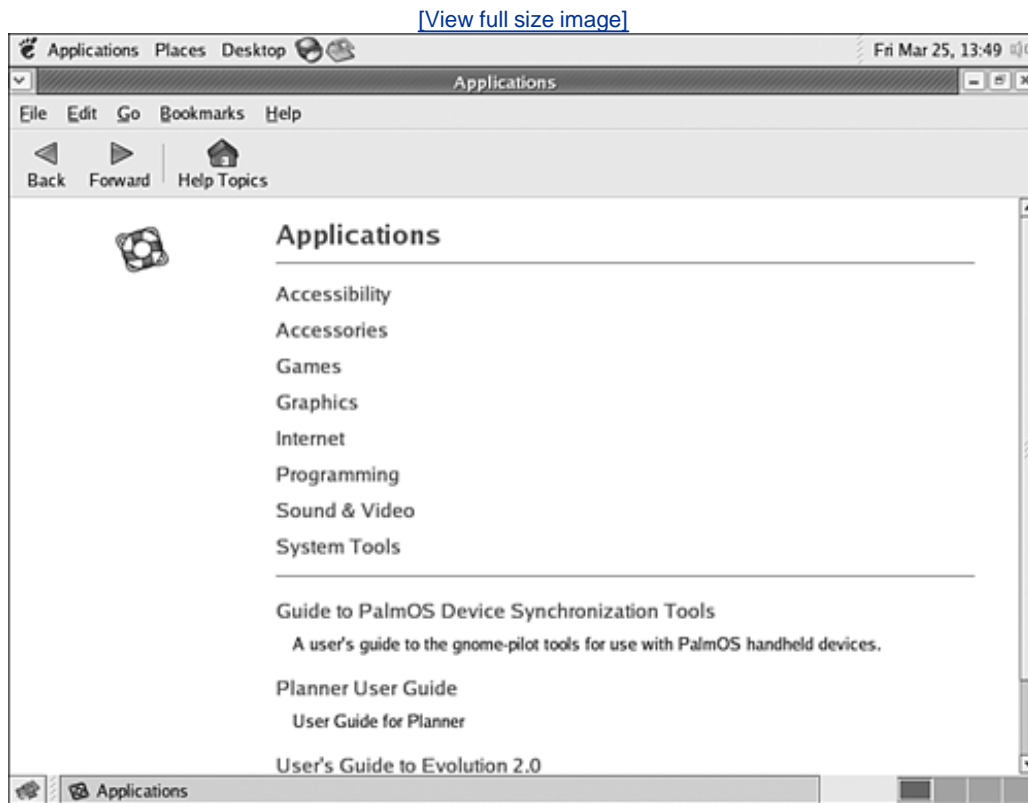 [View full size image]
Applications Places Desktop Fri Mar 25, 13:49
Applications
File Edit Go Bookmarks Help
Back Forward Help Topics
Applications
Accessibility
Accessories
Games
Graphics
Internet
Programming
Sound & Video
System Tools
Guide to PalmOS Device Synchronization Tools
A user's guide to the gnome-pilot tools for use with PalmOS handheld devices.
Planner User Guide
User Guide for Planner
User's Guide to Evolution 2.0
Applications